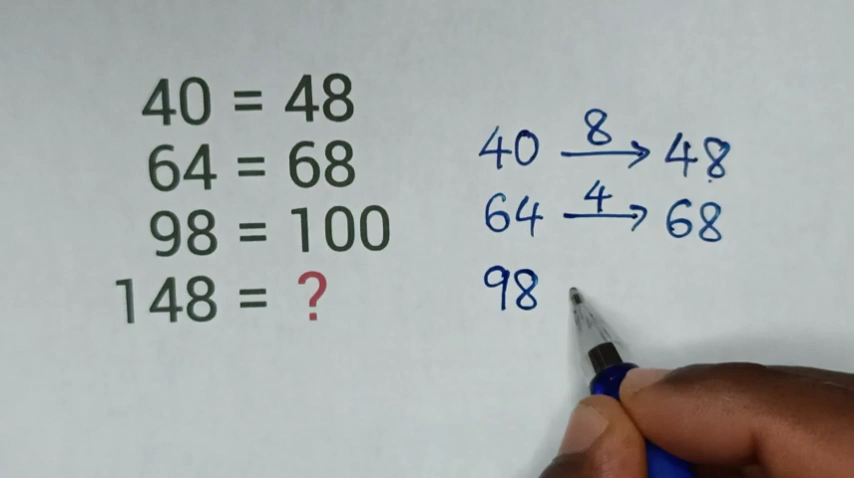 40 = 48
64 = 68
98 = 100
148 = ?
8
40 → 48
4
64 → 68
98